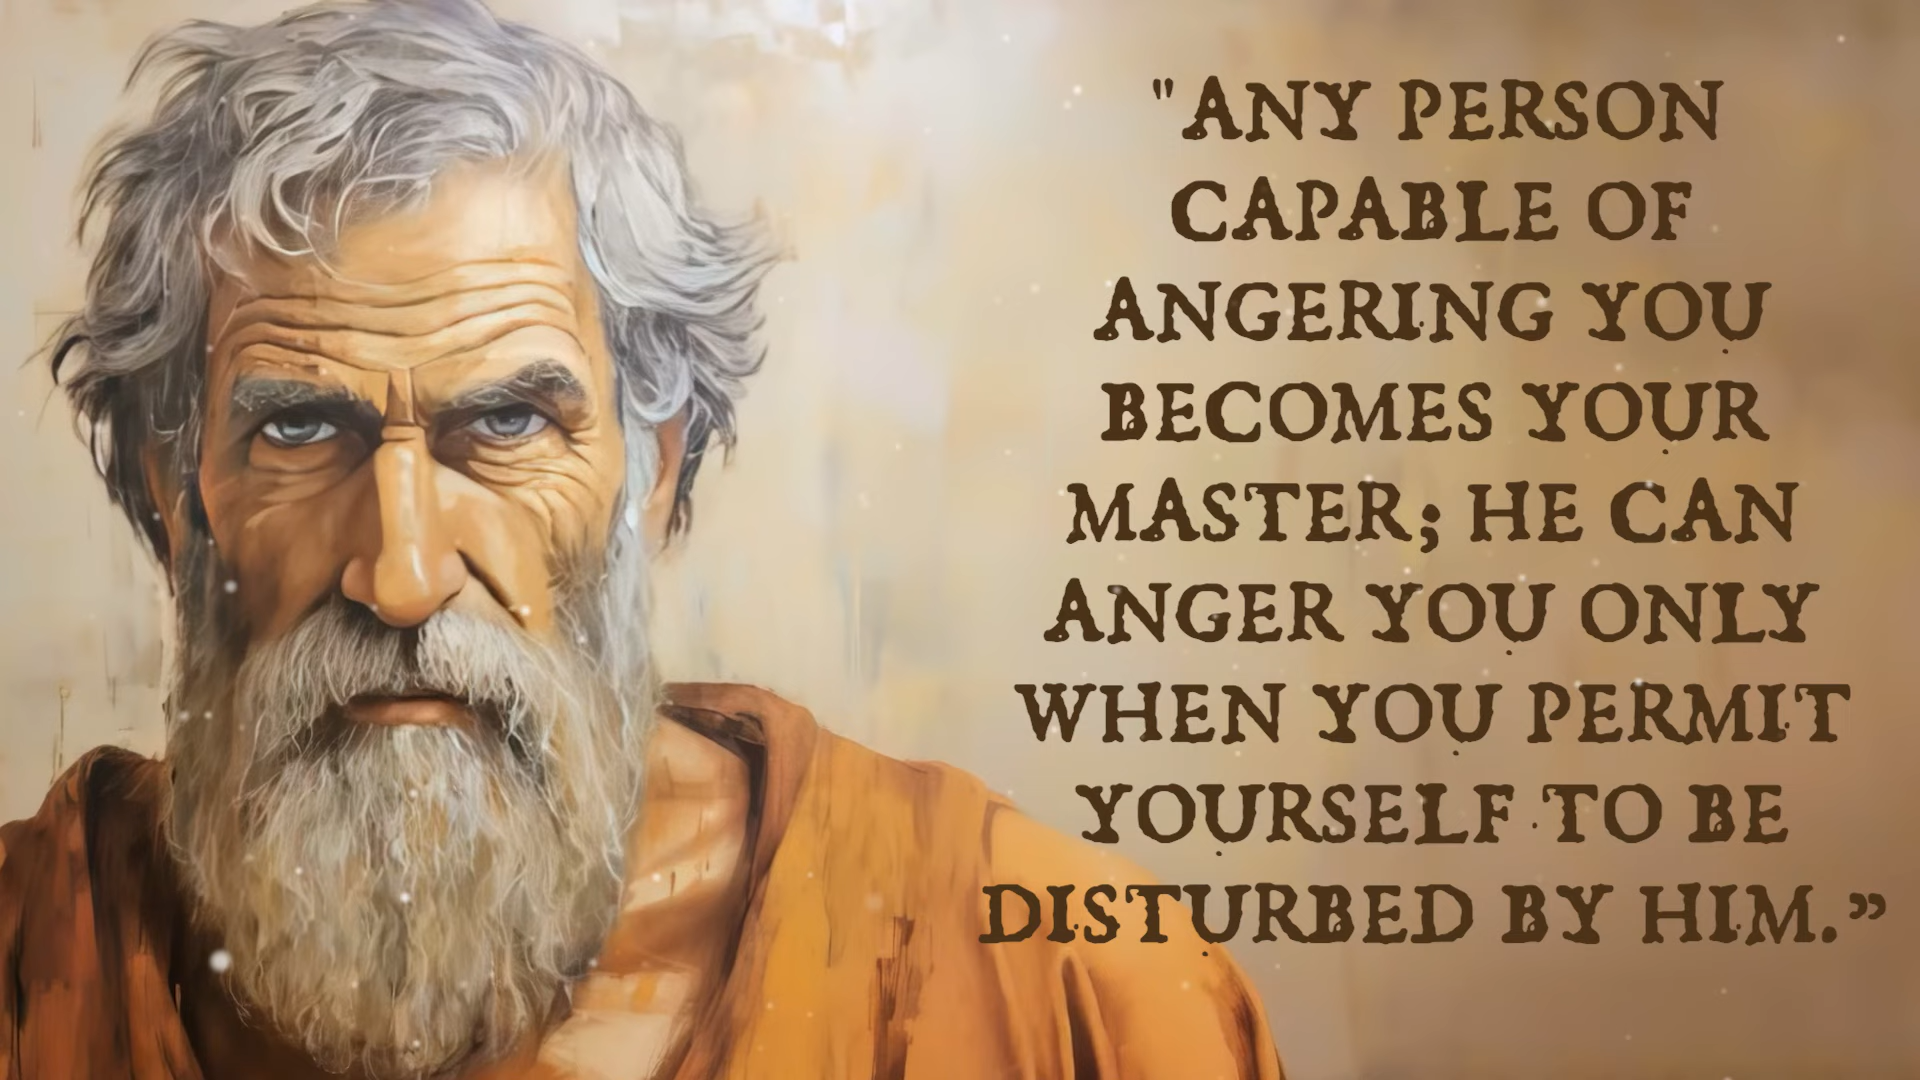 "ANY PERSON
CAPABLE OF
ANGERING YOU
BECOMES YOUR
MASTER; HE CAN
ANGER YOU ONLY
WHEN YOU PERMIT
YOURSELF TO BE
DISTURBED BY HIM.”